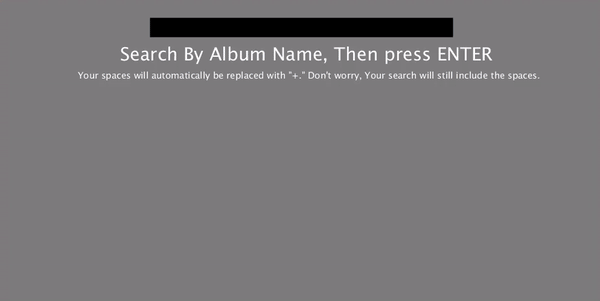 Search By Album Name, Then press ENTER
Your spaces will automatically be replaced with "+." Don't worry, Your search will still include the spaces.